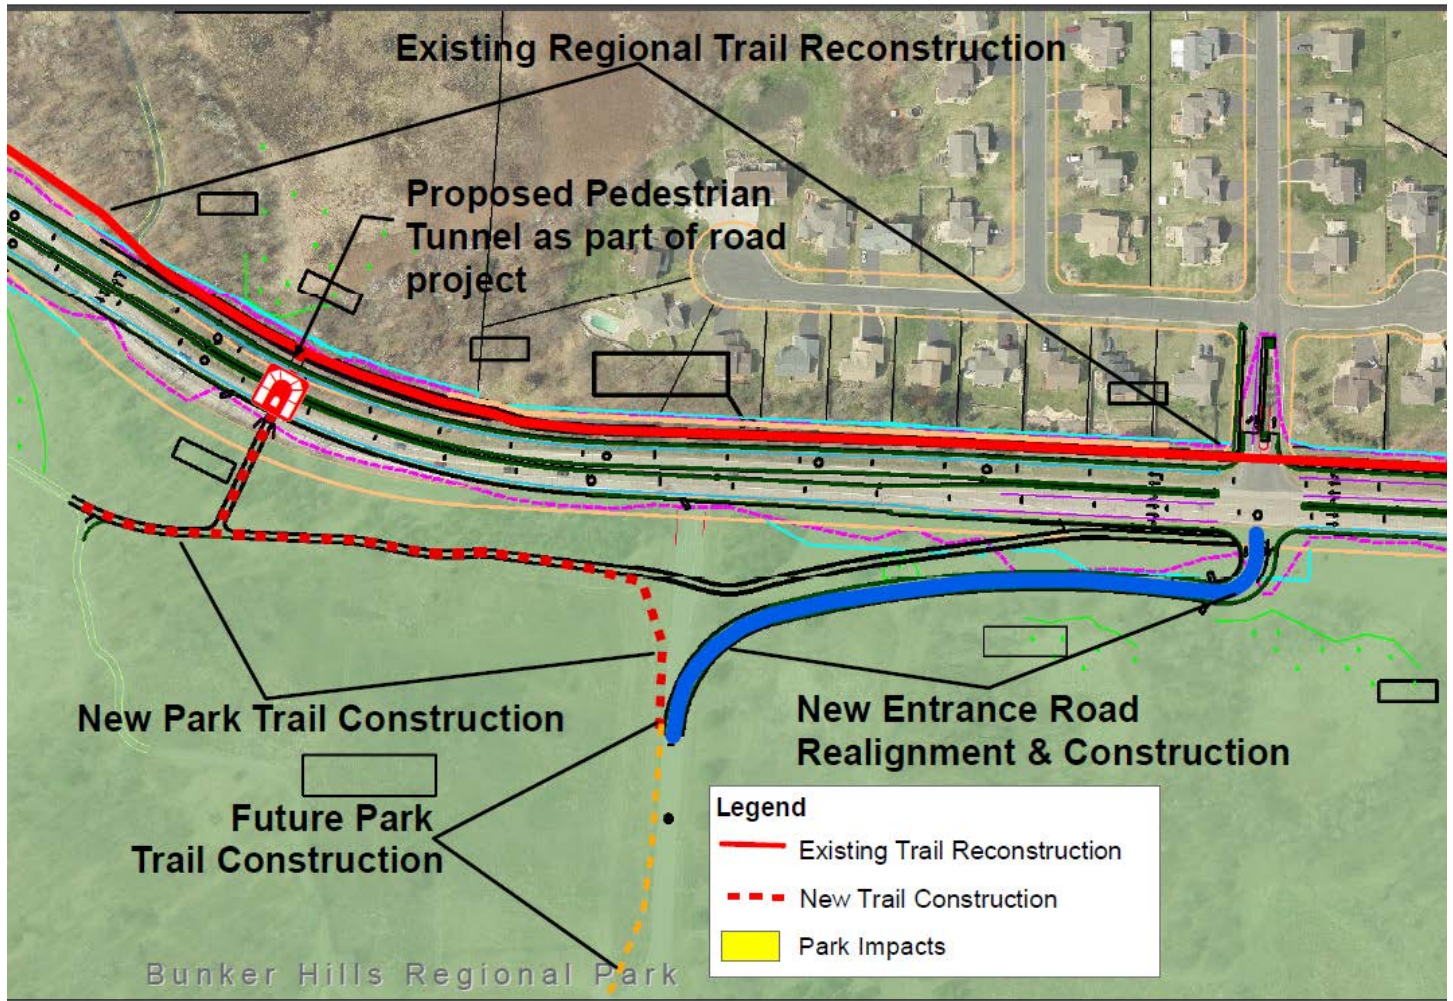 Existing Regional Trail Reconstruction
Proposed Pedestrian
Tunnel as part of road
project
New Park Trail Construction
New Entrance Road
Realignment & Construction
Future Park
Trail Construction
Legend
Existing Trail Reconstruction
New Trail Construction
Park Impacts
Bunker Hills Regional Park